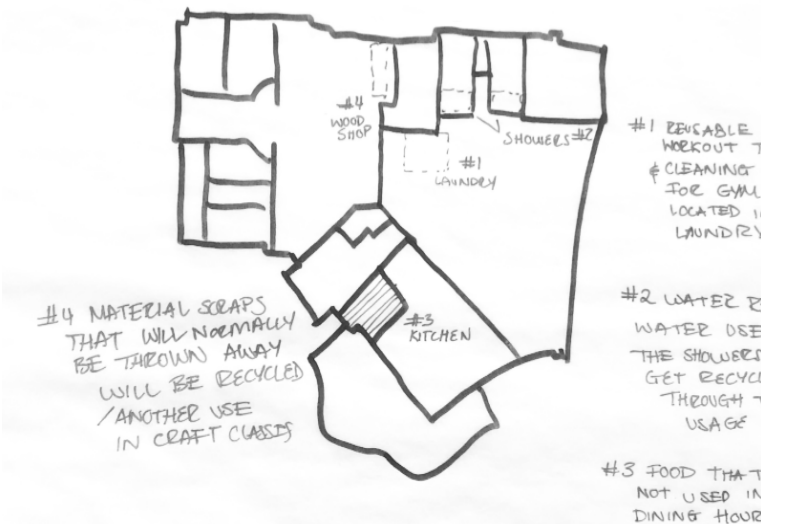 #4
WOOD
SHOP
SHOWERS #2
#1
LAUNDRY
#3
KITCHEN
#4 MATERIAL SCRAPS
THAT WILL NORMALLY
BE THROWN AWAY
WILL BE RECYCLED
/ANOTHER USE
IN CRAFT CLASSES
#1 REUSABLE
WORKOUT T
& CLEANING
FOR GYM
LOCATED I
LAUNDRY
#2 WATER R
WATER USE
THE SHOWERS
GET RECYCL
THROUGH T
USAGE
#3 FOOD THAT
NOT USED IN
DINING HOUR